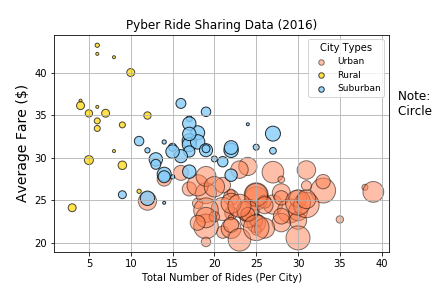 Pyber Ride Sharing Data (2016)
City Types
Urban
Rural
Suburban
Note:
Circle
Average Fare ($)
40
35
30
25
20
5
10
15
20
25
30
35
40
Total Number of Rides (Per City)